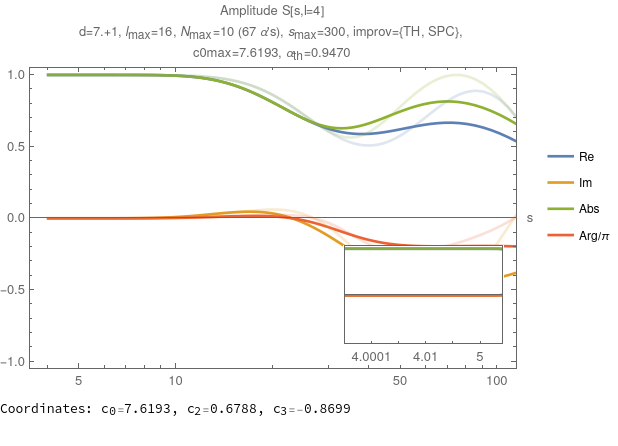 Amplitude S[s,l=4]
d=7.+1, lmax=16, Nmax=10 (67 α's), smax=300, improv={TH, SPC},
c0max=7.6193, αth=0.9470
1.0
0.5
0.0
-0.5
-1.0
s
4.0001 4.01 5
5 10 50 100
Re
Im
Abs
Arg/π
Coordinates: c0=7.6193, c2=0.6788, c3=-0.8699